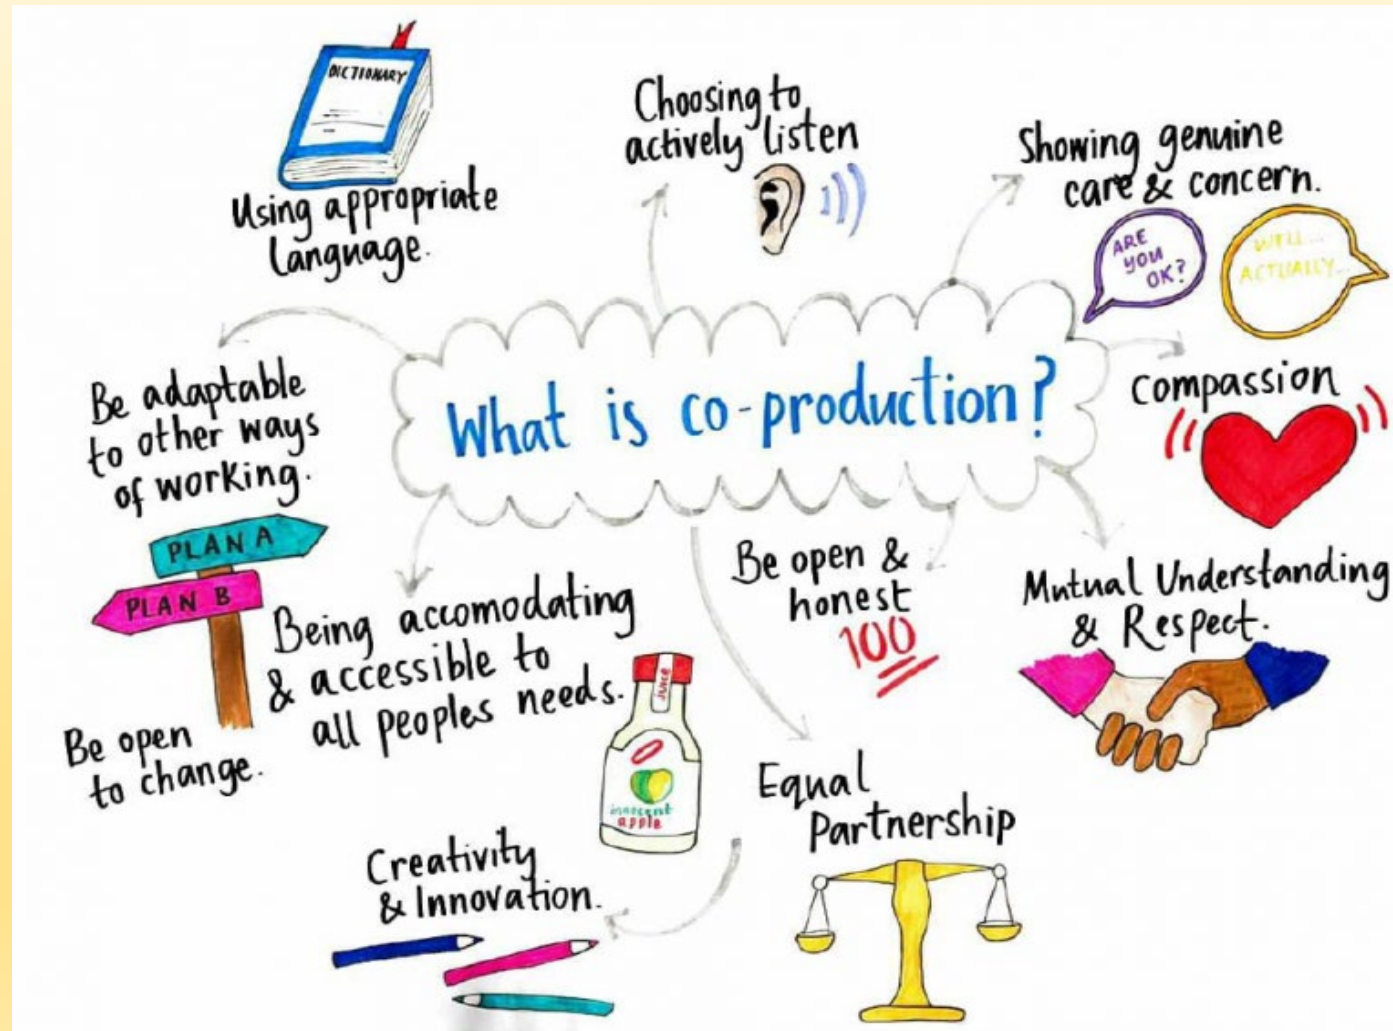 What is co-production?
DICTIONARY
Using appropriate
language.
Choosing to
actively listen
Showing genuine
care & concern.
ARE
YOU
OK?
WELL...
ACTUALLY...
Compassion
Mutual Understanding
& Respect.
Be open &
honest
100
Equal
Partnership
Creativity
& Innovation.
Being accomodating
& accessible to
all peoples needs.
JUICE
innocent
apple
Be adaptable
to other ways
of working.
PLAN A
PLAN B
Be open
to change.